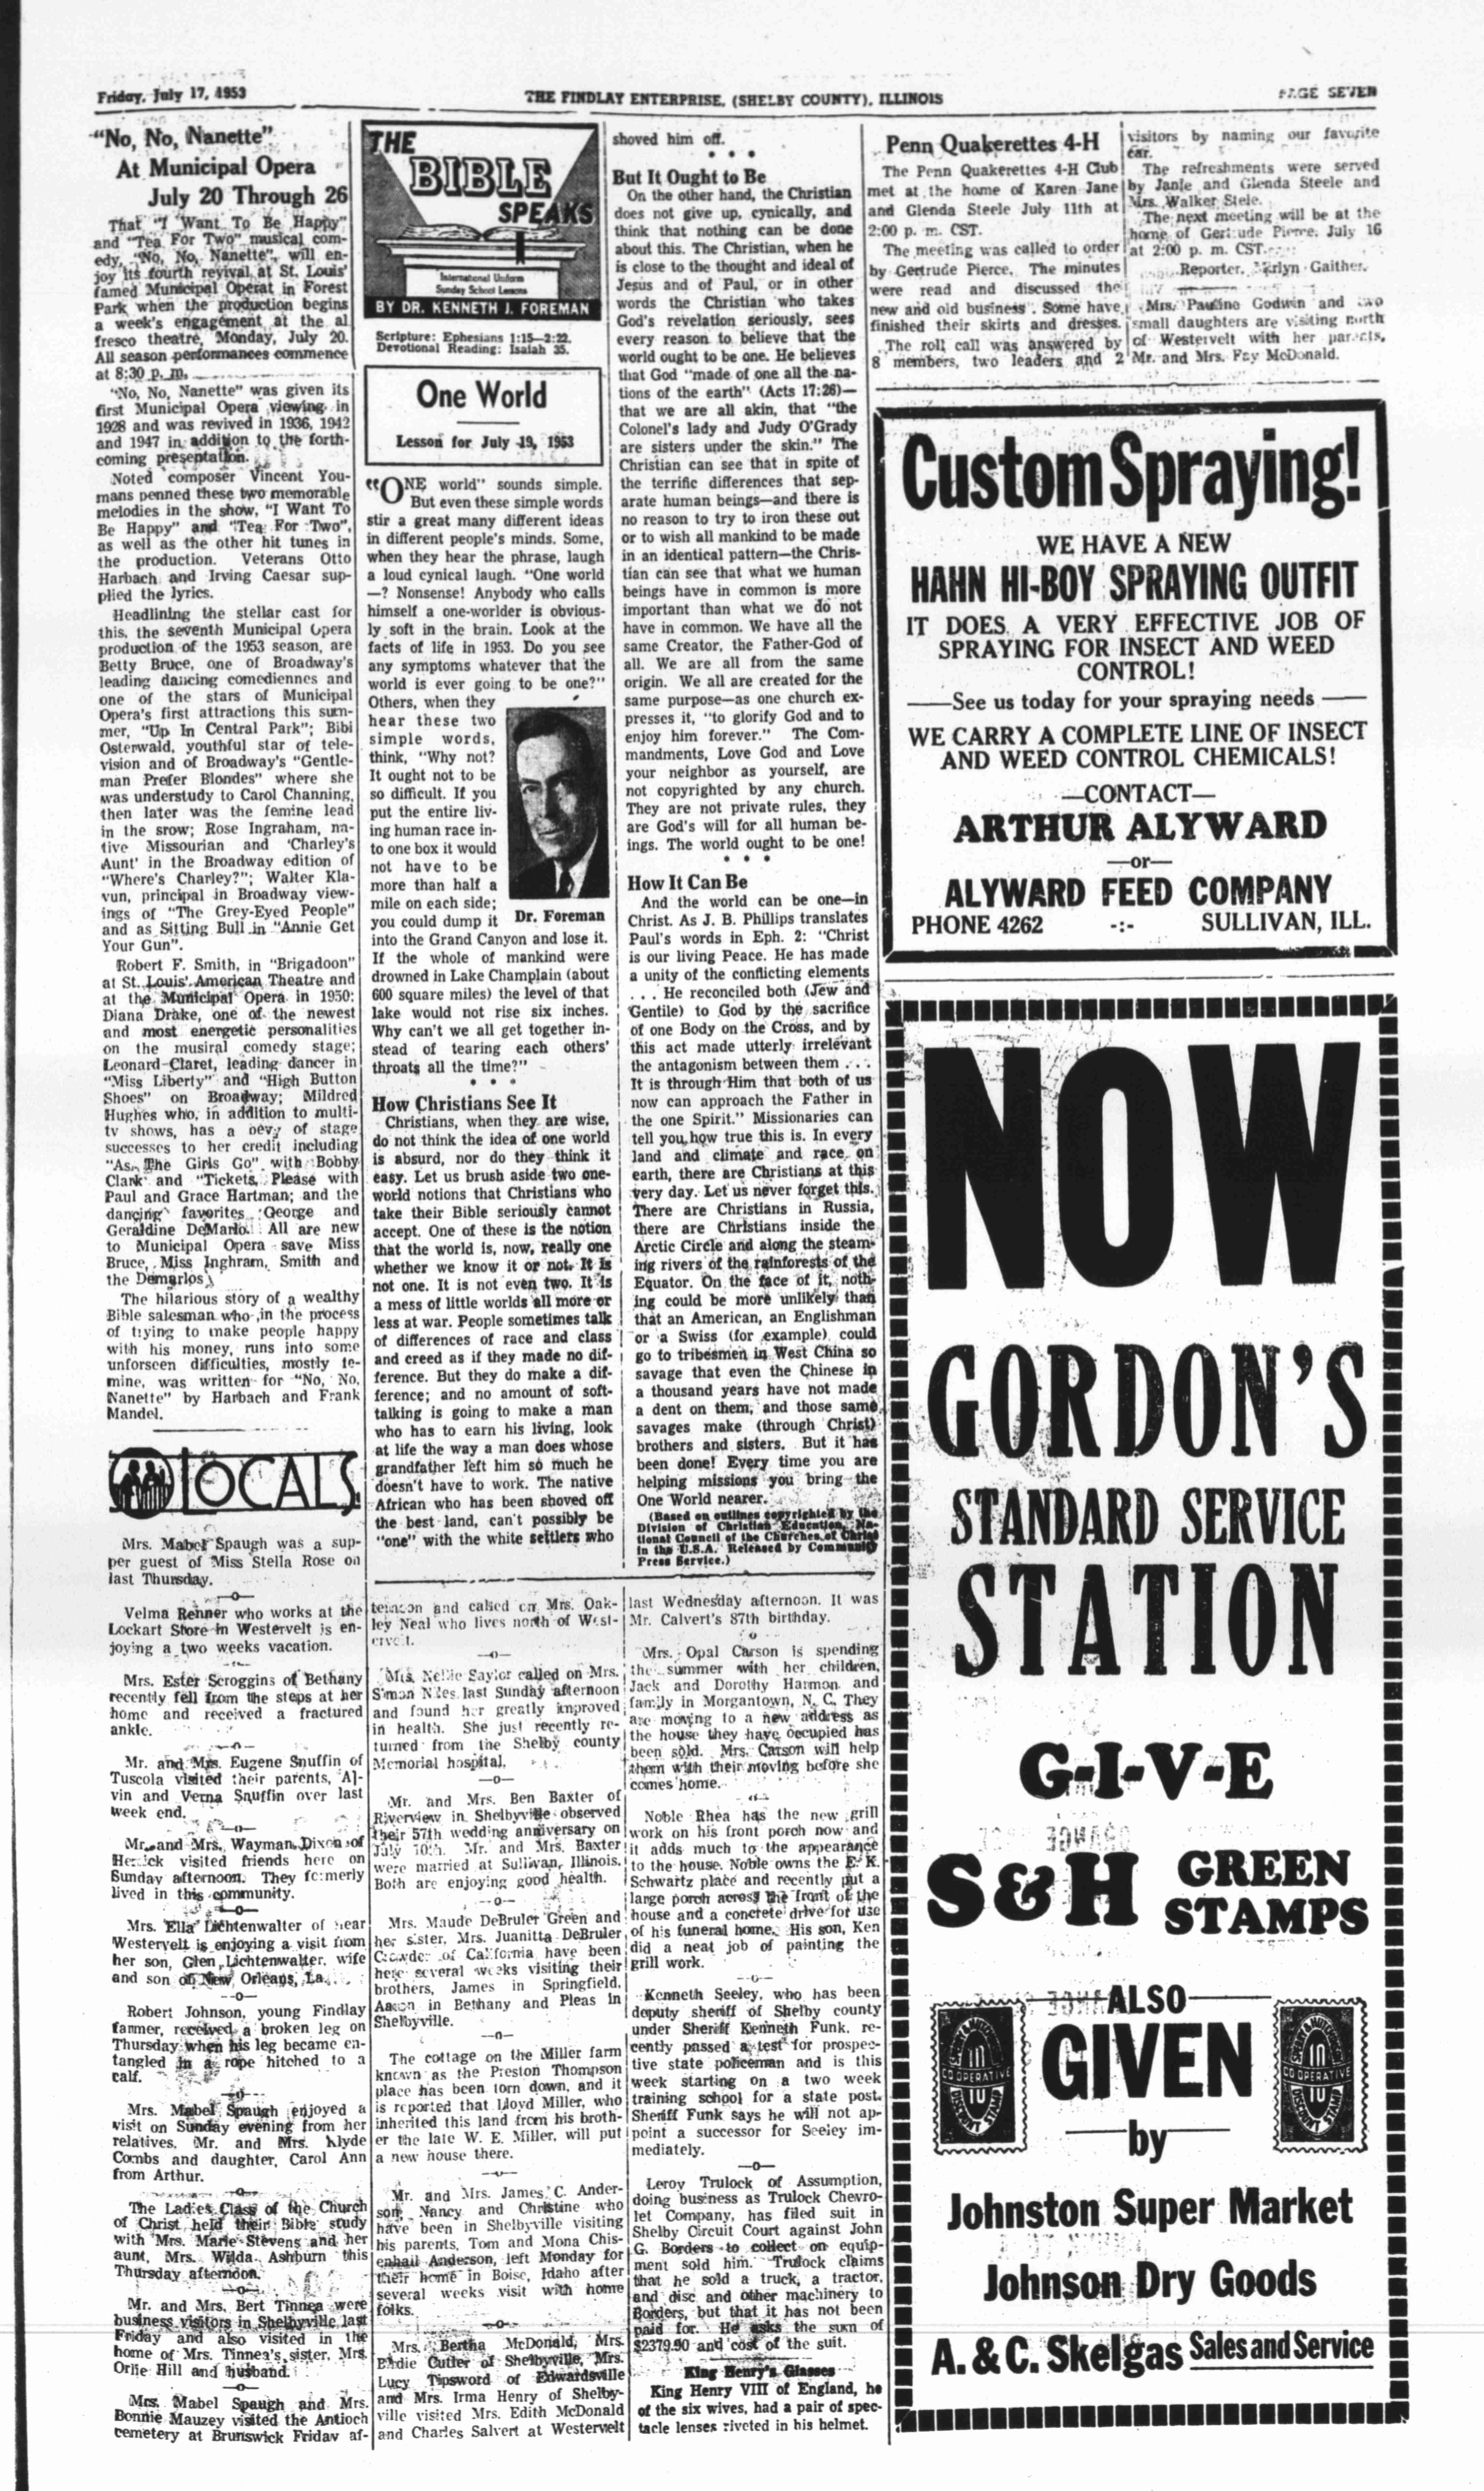 Friday, July 17, 1953
THE FINDLAY ENTERPRISE, (SHELBY COUNTY), ILLINOIS
PAGE SEVEN
"No, No, Nanette"
At Municipal Opera
July 20 Through 26
That "I Want To Be Happy"
and "Tea For Two" musical com-
edy, "No, No, Nanette", will en-
joy its fourth revival at St. Louis'
famed Municipal Operat in Forest
Park when the production begins
a week's engagement at the al
fresco theatre, Monday, July 20.
All season performances commence
at 8:30 p. m.
"No, No, Nanette" was given its
first Municipal Opera viewing in
1928 and was revived in 1936, 1942
and 1947 in addition to the forth-
coming presentation.
Noted composer Vincent You-
mans penned these two memorable
melodies in the show, "I Want To
Be Happy" and "Tea For Two",
as well as the other hit tunes in
the production. Veterans Otto
Harbach and Irving Caesar sup-
plied the lyrics.
Headlining the stellar cast for
this, the seventh Municipal Opera
production of the 1953 season, are
Betty Bruce, one of Broadway's
leading dancing comediennes and
one of the stars of Municipal
Opera's first attractions this sum-
mer, "Up In Central Park"; Bibi
Osterwald, youthful star of tele-
vision and of Broadway's "Gentle-
man Prefer Blondes" where she
was understudy to Carol Channing,
then later was the femine lead
in the srow; Rose Ingraham, na-
tive Missourian and 'Charley's
Aunt' in the Broadway edition of
"Where's Charley?"; Walter Kla-
vun, principal in Broadway view-
ings of "The Grey-Eyed People"
and as Sitting Bull in "Annie Get
Your Gun".
Robert F. Smith, in "Brigadoon"
at St. Louis' American Theatre and
at the Municipal Opera in 1950;
Diana Drake, one of the newest
and most energetic personalities
on the musiral comedy stage;
Leonard Claret, leading dancer in
"Miss Liberty" and "High Button
Shoes" on Broadway; Mildred
Hughes who, in addition to multi-
tv shows, has a bevy of stage
successes to her credit including
"As The Girls Go" with Bobby
Clark and "Tickets, Please with
Paul and Grace Hartman; and the
dancing favorites George and
Geraldine DeMarlo. All are new
to Municipal Opera save Miss
Bruce, Miss Inghram, Smith and
the Demarlos.
The hilarious story of a wealthy
Bible salesman who ,in the process
of trying to make people happy
with his money, runs into some
unforseen difficulties, mostly fe-
mine, was written for "No, No,
Nanette" by Harbach and Frank
Mandel.
LOCALS
Mrs. Mabel Spaugh was a sup-
per guest of Miss Stella Rose on
last Thursday.
—o—
Velma Renner who works at the
Lockart Store in Westervelt is en-
joying a two weeks vacation.
Mrs. Ester Scroggins of Bethany
recently fell from the steps at her
home and received a fractured
ankle.
—o—
Mr. and Mrs. Eugene Snuffin of
Tuscola visited their parents, Al-
vin and Verna Snuffin over last
week end.
—o—
Mr. and Mrs. Wayman Dixon of
Herrick visited friends here on
Sunday afternoon. They formerly
lived in this community.
—o—
Mrs. Ella Lichtenwalter of near
Westervelt is enjoying a visit from
her son, Glen Lichtenwalter, wife
and son of New Orleans, La.
—o—
Robert Johnson, young Findlay
farmer, received a broken leg on
Thursday when his leg became en-
tangled in a rope hitched to a
calf.
—o—
Mrs. Mabel Spaugh enjoyed a
visit on Sunday evening from her
relatives, Mr. and Mrs. Klyde
Combs and daughter, Carol Ann
from Arthur.
—o—
The Ladies Class of the Church
of Christ held their Bible study
with Mrs. Marie Stevens and her
aunt, Mrs. Wilda Ashburn this
Thursday afternoon.
—o—
Mr. and Mrs. Bert Tinnea were
business visitors in Shelbyville last
Friday and also visited in the
home of Mrs. Tinnea's sister, Mrs.
Orlie Hill and husband.
—o—
Mrs. Mabel Spaugh and Mrs.
Bonnie Mauzey visited the Antioch
cemetery at Brunswick Friday af-
THE
BIBLE
SPEAKS
International Uniform
Sunday School Lessons
BY DR. KENNETH J. FOREMAN
Scripture: Ephesians 1:15—2:22.
Devotional Reading: Isaiah 35.
One World
Lesson for July 19, 1953
"ONE world" sounds simple.
But even these simple words
stir a great many different ideas
in different people's minds. Some,
when they hear the phrase, laugh
a loud cynical laugh. "One world
—? Nonsense! Anybody who calls
himself a one-worlder is obvious-
ly soft in the brain. Look at the
facts of life in 1953. Do you see
any symptoms whatever that the
world is ever going to be one?"
Others, when they
hear these two
simple words,
think, "Why not?
It ought not to be
so difficult. If you
put the entire liv-
ing human race in-
to one box it would
not have to be
more than half a
mile on each side;
you could dump it
Dr. Foreman
into the Grand Canyon and lose it.
If the whole of mankind were
drowned in Lake Champlain (about
600 square miles) the level of that
lake would not rise six inches.
Why can't we all get together in-
stead of tearing each others'
throats all the time?"
* * *
How Christians See It
Christians, when they are wise,
do not think the idea of one world
is absurd, nor do they think it
easy. Let us brush aside two one-
world notions that Christians who
take their Bible seriously cannot
accept. One of these is the notion
that the world is, now, really one
whether we know it or not. It is
not one. It is not even two. It is
a mess of little worlds all more or
less at war. People sometimes talk
of differences of race and class
and creed as if they made no dif-
ference. But they do make a dif-
ference; and no amount of soft-
talking is going to make a man
who has to earn his living, look
at life the way a man does whose
grandfather left him so much he
doesn't have to work. The native
African who has been shoved off
the best land, can't possibly be
"one" with the white settlers who
shoved him off.
* * *
But It Ought to Be
On the other hand, the Christian
does not give up, cynically, and
think that nothing can be done
about this. The Christian, when he
is close to the thought and ideal of
Jesus and of Paul, or in other
words the Christian who takes
God's revelation seriously, sees
every reason to believe that the
world ought to be one. He believes
that God "made of one all the na-
tions of the earth" (Acts 17:26)—
that we are all akin, that "the
Colonel's lady and Judy O'Grady
are sisters under the skin." The
Christian can see that in spite of
the terrific differences that sep-
arate human beings—and there is
no reason to try to iron these out
or to wish all mankind to be made
in an identical pattern—the Chris-
tian can see that what we human
beings have in common is more
important than what we do not
have in common. We have all the
same Creator, the Father-God of
all. We are all from the same
origin. We all are created for the
same purpose—as one church ex-
presses it, "to glorify God and to
enjoy him forever." The Com-
mandments, Love God and Love
your neighbor as yourself, are
not copyrighted by any church.
They are not private rules, they
are God's will for all human be-
ings. The world ought to be one!
* * *
How It Can Be
And the world can be one—in
Christ. As J. B. Phillips translates
Paul's words in Eph. 2: "Christ
is our living Peace. He has made
a unity of the conflicting elements
. . . He reconciled both (Jew and
Gentile) to God by the sacrifice
of one Body on the Cross, and by
this act made utterly irrelevant
the antagonism between them . . .
It is through Him that both of us
now can approach the Father in
the one Spirit." Missionaries can
tell you how true this is. In every
land and climate and race on
earth, there are Christians at this
very day. Let us never forget this.
There are Christians in Russia,
there are Christians inside the
Arctic Circle and along the steam-
ing rivers of the rainforests of the
Equator. On the face of it, noth-
ing could be more unlikely than
that an American, an Englishman
or a Swiss (for example) could
go to tribesmen in West China so
savage that even the Chinese in
a thousand years have not made
a dent on them, and those same
savages make (through Christ)
brothers and sisters. But it has
been done! Every time you are
helping missions you bring the
One World nearer.
(Based on outlines copyrighted by the
Division of Christian Education, Na-
tional Council of the Churches of Christ
in the U.S.A. Released by Community
Press Service.)
ternoon and called on Mrs. Oak-
ley Neal who lives north of West-
ervelt.
—o—
Mrs. Nellie Saylor called on Mrs.
Simon Niles last Sunday afternoon
and found her greatly improved
in health. She just recently re-
turned from the Shelby county
Memorial hospital.
—o—
Mr. and Mrs. Ben Baxter of
Riverview in Shelbyville observed
their 57th wedding anniversary on
July 10th. Mr. and Mrs. Baxter
were married at Sullivan, Illinois.
Both are enjoying good health.
—o—
Mrs. Maude DeBruler Green and
her sister, Mrs. Juanitta DeBruler
Crowder of California have been
here several weeks visiting their
brothers, James in Springfield,
Aaron in Bethany and Pleas in
Shelbyville.
—o—
The cottage on the Miller farm
known as the Preston Thompson
place has been torn down, and it
is reported that Lloyd Miller, who
inherited this land from his broth-
er the late W. E. Miller, will put
a new house there.
Mr. and Mrs. James C. Ander-
son, Nancy and Christine who
have been in Shelbyville visiting
his parents, Tom and Mona Chis-
enhall Anderson, left Monday for
their home in Boise, Idaho after
several weeks visit with home
folks.
—o—
Mrs. Bertha McDonald, Mrs.
Birdie Cutler of Shelbyville, Mrs.
Lucy Tipsword of Edwardsville
and Mrs. Irma Henry of Shelby-
ville visited Mrs. Edith McDonald
and Charles Salvert at Westervelt
last Wednesday afternoon. It was
Mr. Calvert's 87th birthday.
o
Mrs. Opal Carson is spending
the summer with her children,
Jack and Dorothy Harmon and
family in Morgantown, N. C. They
are moving to a new address as
the house they have occupied has
been sold. Mrs. Carson will help
them with their moving before she
comes home.
Noble Rhea has the new grill
work on his front porch now and
it adds much to the appearance
to the house. Noble owns the E. K.
Schwartz place and recently put a
large porch across the front of the
house and a concrete drive for use
of his funeral home. His son, Ken
did a neat job of painting the
grill work.
—o—
Kenneth Seeley, who has been
deputy sheriff of Shelby county
under Sheriff Kenneth Funk, re-
cently passed a test for prospec-
tive state policeman and is this
week starting on a two week
training school for a state post.
Sheriff Funk says he will not ap-
point a successor for Seeley im-
mediately.
—o—
Leroy Trulock of Assumption,
doing business as Trulock Chevro-
let Company, has filed suit in
Shelby Circuit Court against John
G. Borders to collect on equip-
ment sold him. Trulock claims
that he sold a truck, a tractor,
and disc and other machinery to
Borders, but that it has not been
paid for. He asks the sum of
$2379.90 and cost of the suit.
King Henry's Glasses
King Henry VIII of England, he
of the six wives, had a pair of spec-
tacle lenses riveted in his helmet.
Penn Quakerettes 4-H
The Penn Quakerettes 4-H Club
met at the home of Karen Jane
and Glenda Steele July 11th at
2:00 p. m. CST.
The meeting was called to order
by Gertrude Pierce. The minutes
were read and discussed the
new and old business. Some have
finished their skirts and dresses.
The roll call was answered by
8 members, two leaders and 2
visitors by naming our favorite
car.
The refreshments were served
by Janie and Glenda Steele and
Mrs. Walker Stele.
The next meeting will be at the
home of Gertrude Pierce, July 16
at 2:00 p. m. CST.
Reporter, Marlyn Gaither.
Mrs. Pauline Godwin and two
small daughters are visiting north
of Westervelt with her parents,
Mr. and Mrs. Fay McDonald.
Custom Spraying!
WE HAVE A NEW
HAHN HI-BOY SPRAYING OUTFIT
IT DOES A VERY EFFECTIVE JOB OF
SPRAYING FOR INSECT AND WEED
CONTROL!
—See us today for your spraying needs—
WE CARRY A COMPLETE LINE OF INSECT
AND WEED CONTROL CHEMICALS!
—CONTACT—
ARTHUR ALYWARD
—or—
ALYWARD FEED COMPANY
PHONE 4262 -:- SULLIVAN, ILL.
NOW
GORDON'S
STANDARD SERVICE
STATION
G-I-V-E
S&H GREEN
STAMPS
ALSO
GIVEN
by
SPERRY & HUTCHINSON
CO OPERATIVE
DISCOUNT STAMP
CO OPERATIVE
DISCOUNT STAMP
Johnston Super Market
Johnson Dry Goods
A. & C. Skelgas Sales and Service